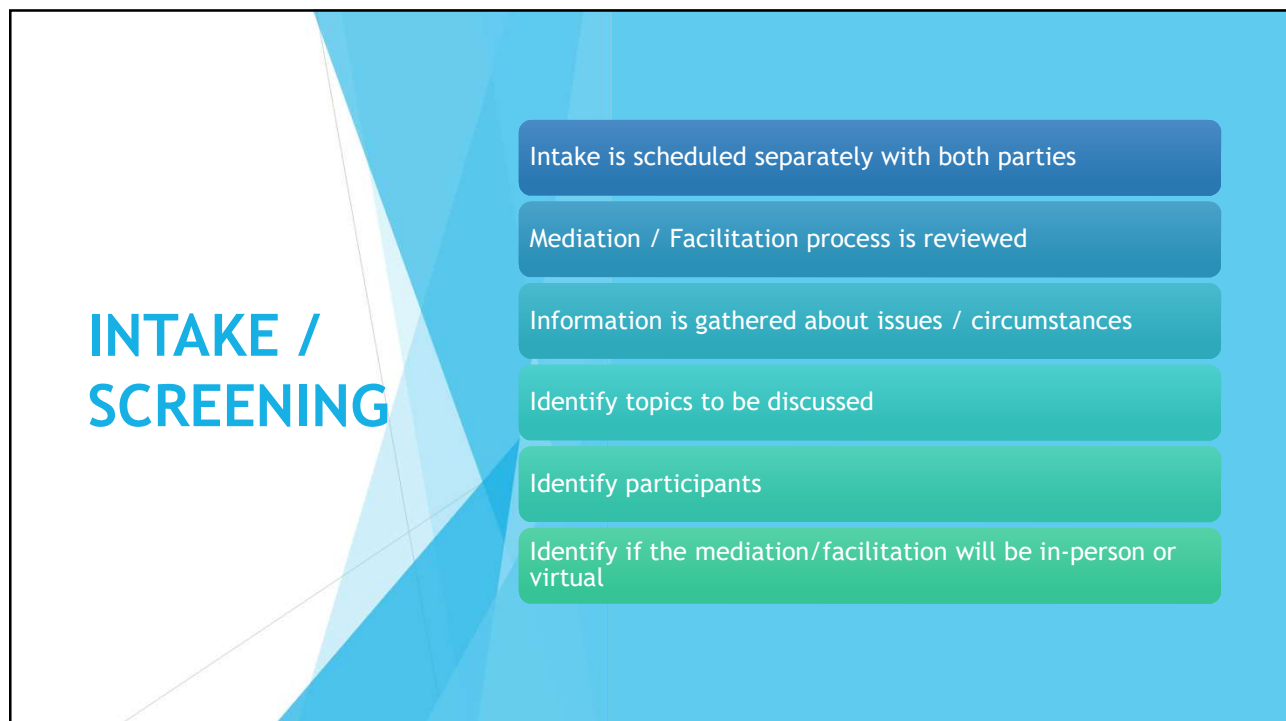 INTAKE /
SCREENING
Intake is scheduled separately with both parties
Mediation / Facilitation process is reviewed
Information is gathered about issues / circumstances
Identify topics to be discussed
Identify participants
Identify if the mediation/facilitation will be in-person or
virtual